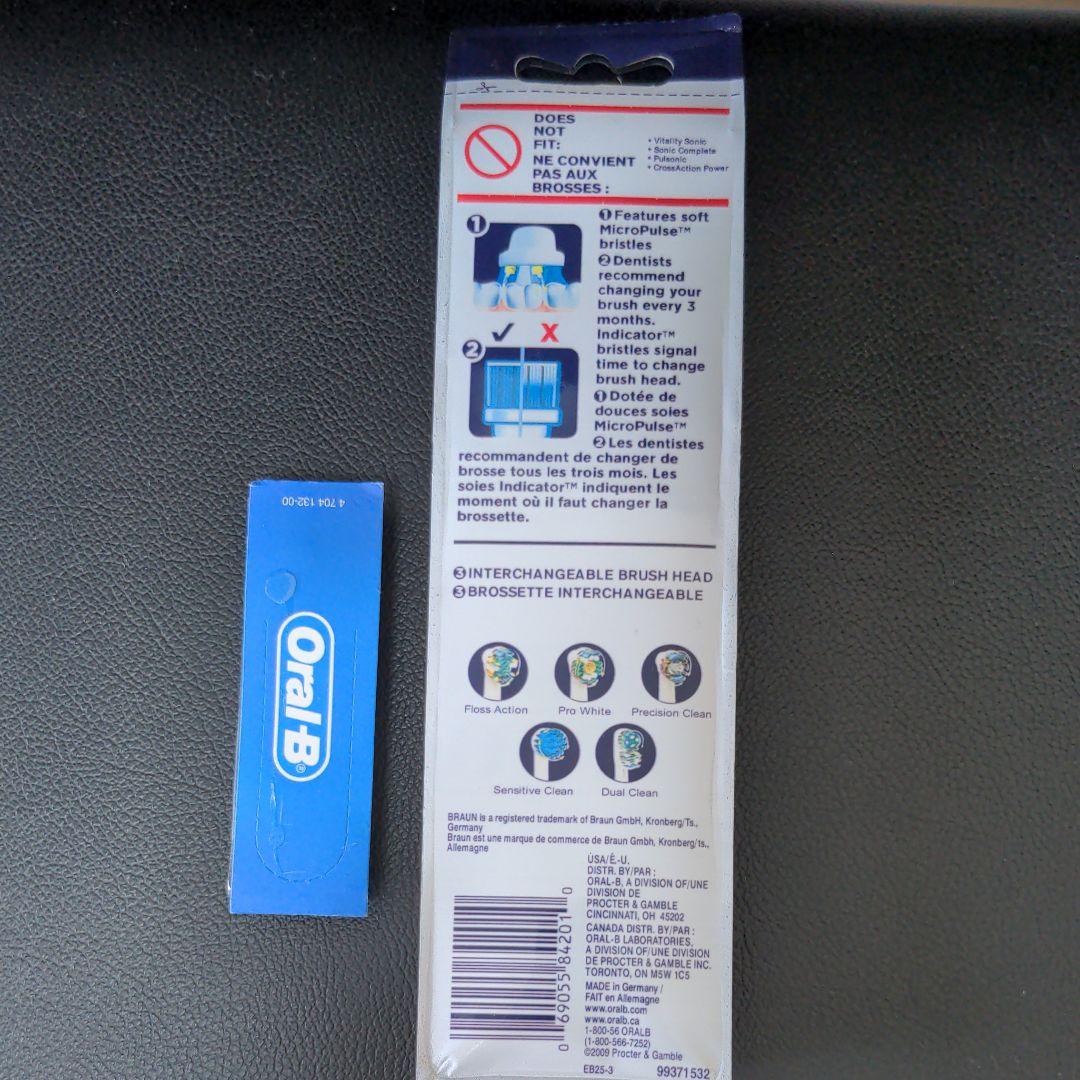 DOES
NOT
FIT:
NE CONVIENT
PAS AUX
BROSSES :
• Vitality Sonic
• Sonic Complete
• Pulsonic
• CrossAction Power
1
2
❶ Features soft
MicroPulse™
bristles
❷ Dentists
recommend
changing your
brush every 3
months.
Indicator™
bristles signal
time to change
brush head.
❶ Dotée de
douces soies
MicroPulse™
❷ Les dentistes
recommandent de changer de
brosse tous les trois mois. Les
soies Indicator™ indiquent le
moment où il faut changer la
brossette.
❸ INTERCHANGEABLE BRUSH HEAD
❸ BROSSETTE INTERCHANGEABLE
Floss Action
Pro White
Precision Clean
Sensitive Clean
Dual Clean
BRAUN is a registered trademark of Braun GmbH, Kronberg/Ts.,
Germany
Braun est une marque de commerce de Braun Gmbh, Kronberg/ts.,
Allemagne
USA/É.-U.
DISTR. BY/PAR :
ORAL-B, A DIVISION OF/UNE
DIVISION DE
PROCTER & GAMBLE
CINCINNATI, OH 45202
CANADA DISTR. BY/PAR :
ORAL-B LABORATORIES,
A DIVISION OF/UNE DIVISION
DE PROCTER & GAMBLE INC.
TORONTO, ON M5W 1C5
MADE in Germany /
FAIT en Allemagne
www.oralb.com
www.oralb.ca
1-800-56 ORALB
(1-800-566-7252)
©2009 Procter & Gamble
EB25-3
99371532
0 69055 84201 0
4 704 132-00
Oral-B®